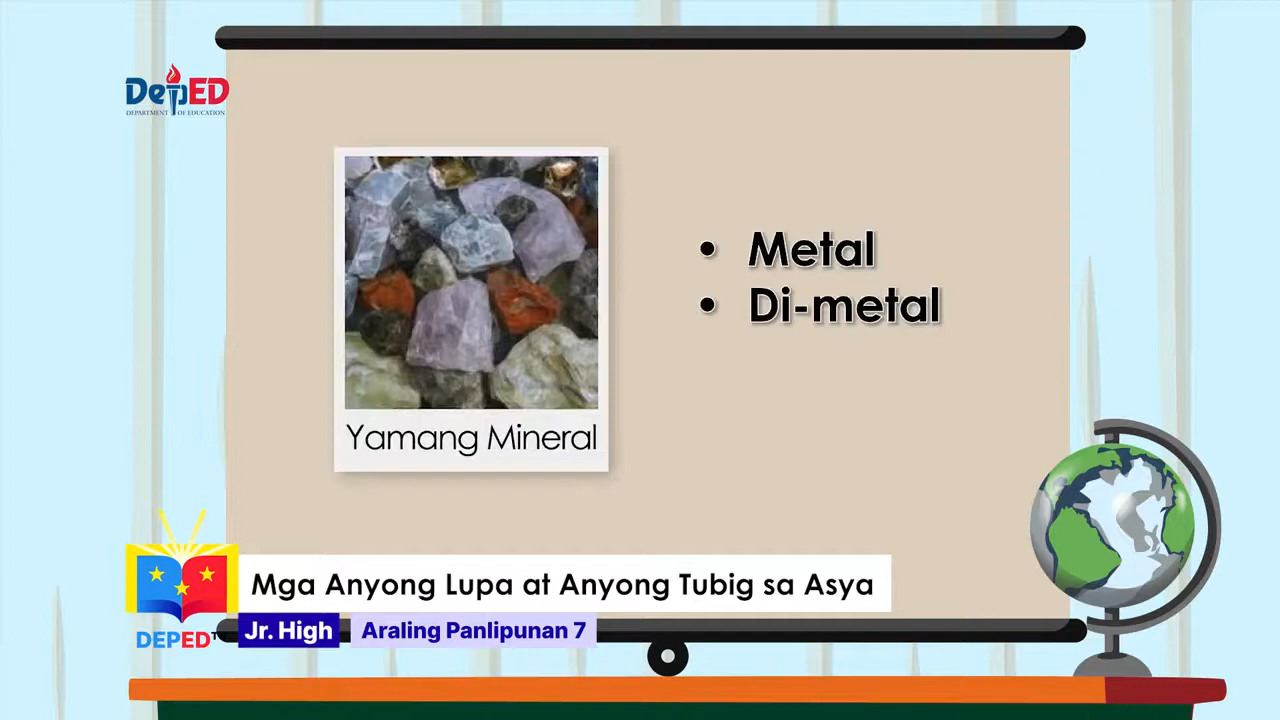 DepED
DEPARTMENT OF EDUCATION
• Metal
• Di-metal
Yamang Mineral
Mga Anyong Lupa at Anyong Tubig sa Asya
DEPED TV
Jr. High
Araling Panlipunan 7